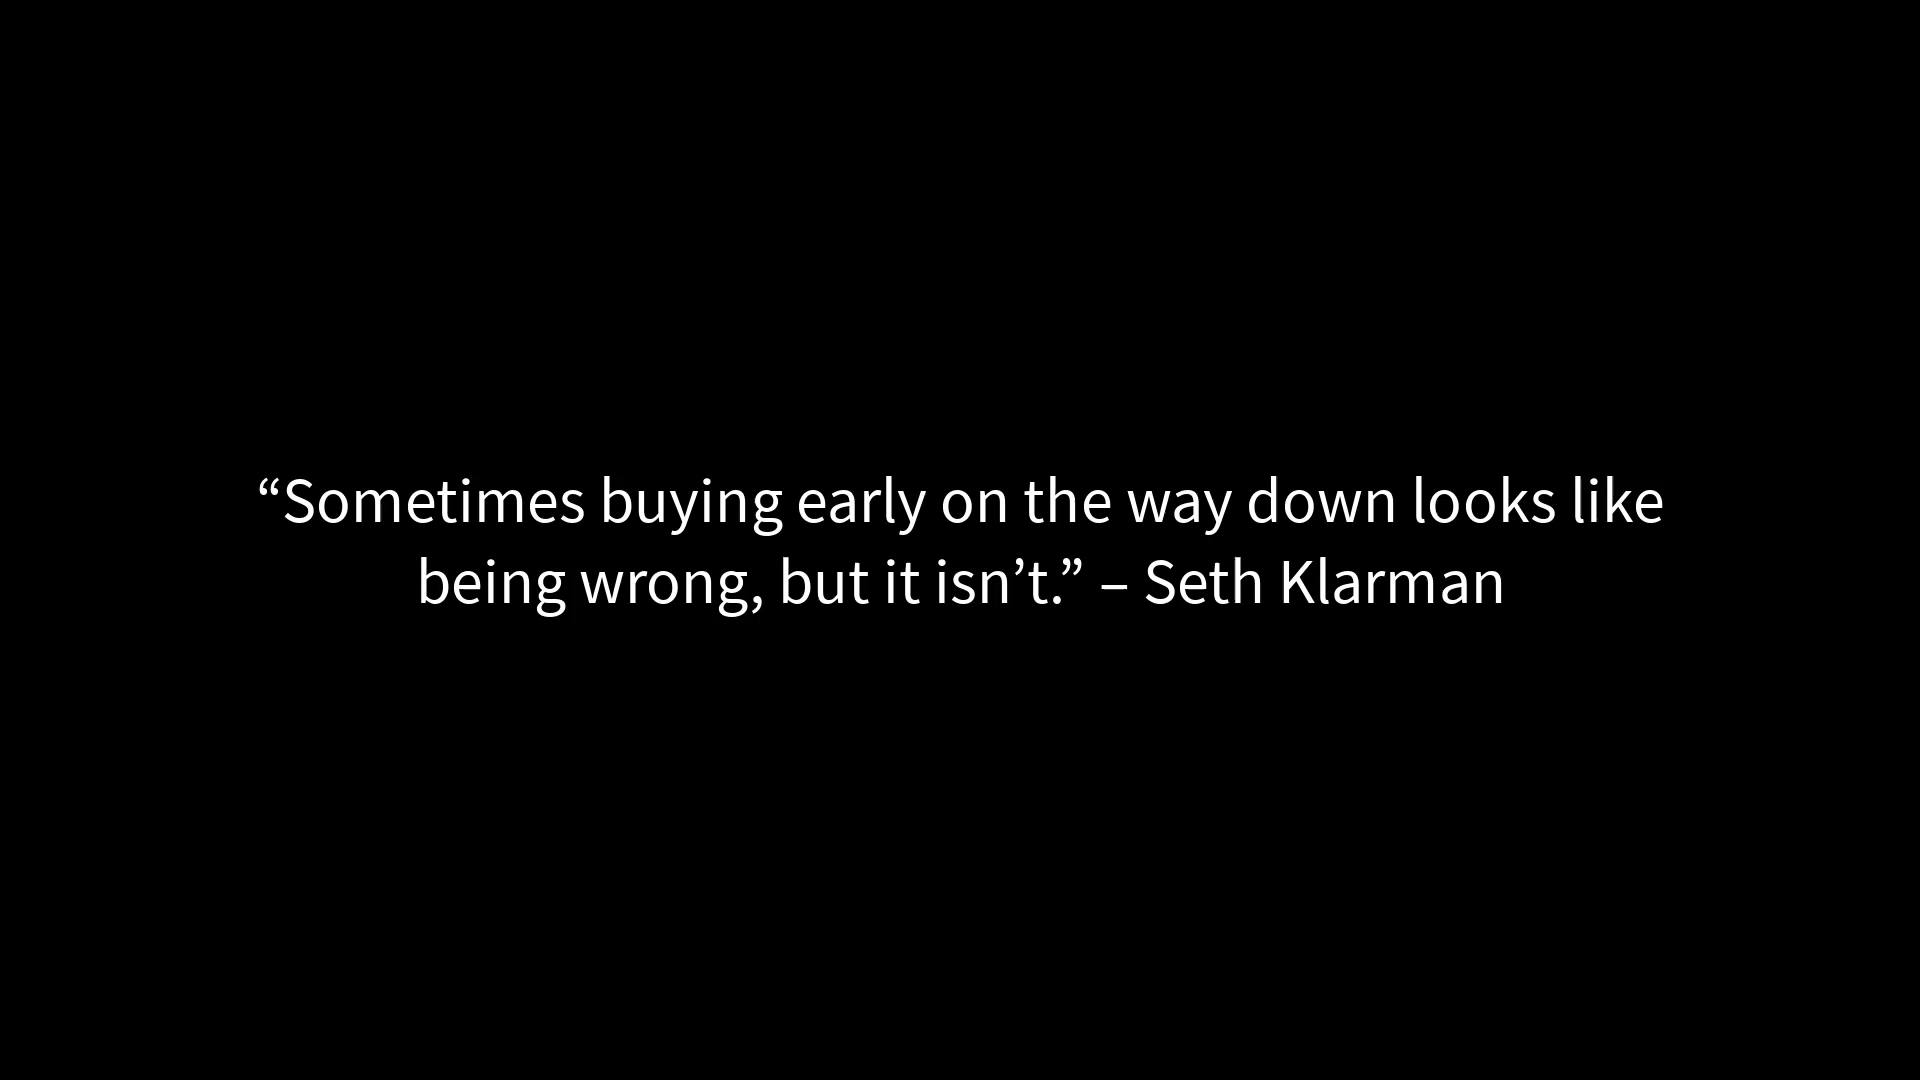 “Sometimes buying early on the way down looks like
being wrong, but it isn’t.” – Seth Klarman